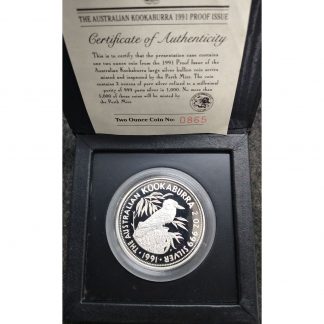 THE AUSTRALIAN KOOKABURRA 1991 PROOF ISSUE
Certificate of Authenticity
This is to certify that the presentation case contains
one two ounce coin from the 1991 Proof Issue of the
Australian Kookaburra large silver bullion coin series
minted and inspected by the Perth Mint. The coin
contains 2 ounces of pure silver refined to a millesimal
purity of 999 parts silver in 1,000. No more than
5,000 of these coins will be minted by
the Perth Mint.
Two Ounce Coin No: 0865
THE AUSTRALIAN KOOKABURRA 2 OZ 999 SILVER 1991